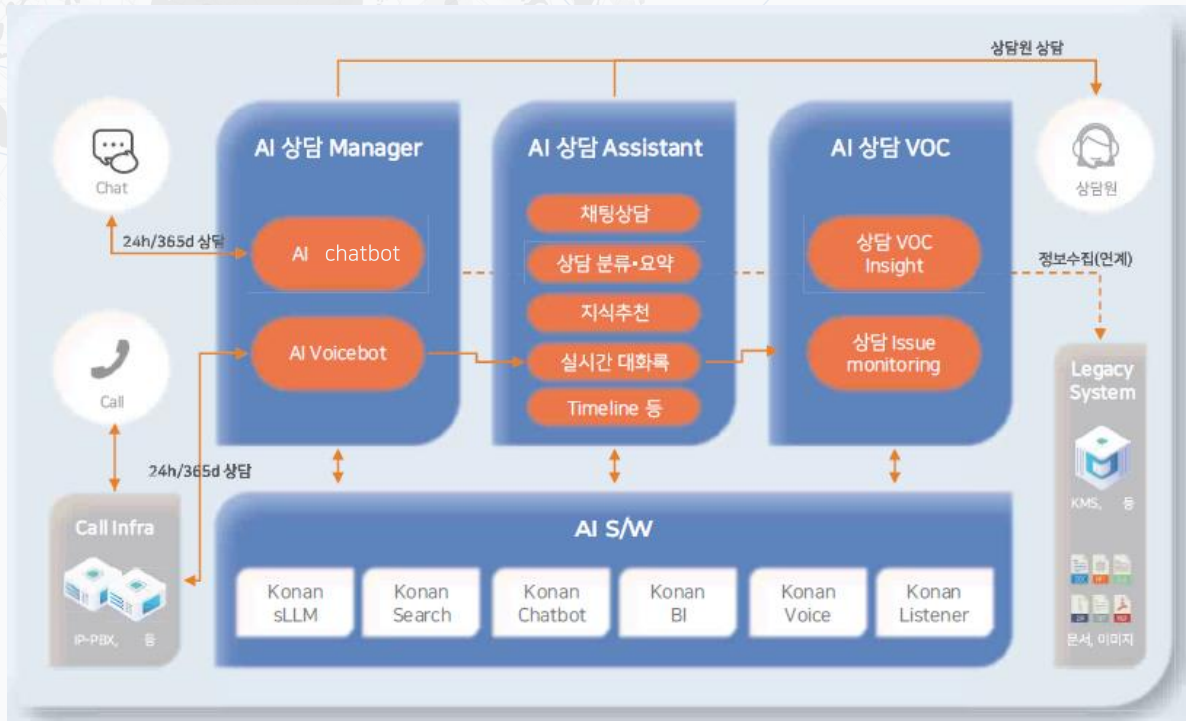 상담원 상담
Chat
24h/365d 상담
Call
24h/365d 상담
Call Infra
IP-PBX, 등
AI 상담 Manager
AI chatbot
AI Voicebot
AI 상담 Assistant
채팅상담
상담 분류•요약
지식추천
실시간 대화록
Timeline 등
AI 상담 VOC
상담 VOC
Insight
상담 Issue
monitoring
상담원
정보수집(연계)
Legacy
System
KMS, 등
문서, 이미지
AI S/W
Konan
sLLM
Konan
Search
Konan
Chatbot
Konan
BI
Konan
Voice
Konan
Listener